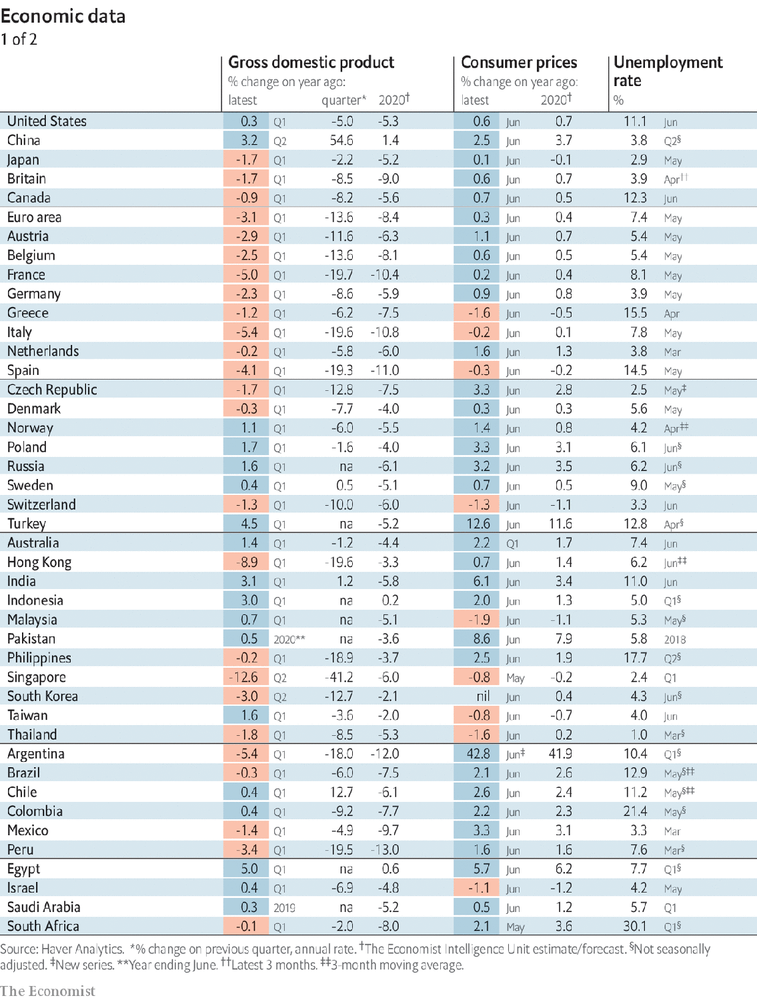 Economic data
1 of 2
Gross domestic product Consumer prices Unemployment
% change on year ago: % change on year ago: rate
latest quarter* 2020† latest 2020† %
United States 0.3 Q1 -5.0 -5.3 0.6 Jun 0.7 11.1 Jun
China 3.2 Q2 54.6 1.4 2.5 Jun 3.7 3.8 Q2§
Japan -1.7 Q1 -2.2 -5.2 0.1 Jun -0.1 2.9 May
Britain -1.7 Q1 -8.5 -9.0 0.6 Jun 0.7 3.9 Apr††
Canada -0.9 Q1 -8.2 -5.6 0.7 Jun 0.5 12.3 Jun
Euro area -3.1 Q1 -13.6 -8.4 0.3 Jun 0.4 7.4 May
Austria -2.9 Q1 -11.6 -6.3 1.1 Jun 0.7 5.4 May
Belgium -2.5 Q1 -13.6 -8.1 0.6 Jun 0.5 5.4 May
France -5.0 Q1 -19.7 -10.4 0.2 Jun 0.4 8.1 May
Germany -2.3 Q1 -8.6 -5.9 0.9 Jun 0.8 3.9 May
Greece -1.2 Q1 -6.2 -7.5 -1.6 Jun -0.5 15.5 Apr
Italy -5.4 Q1 -19.6 -10.8 -0.2 Jun 0.1 7.8 May
Netherlands -0.2 Q1 -5.8 -6.0 1.6 Jun 1.3 3.8 Mar
Spain -4.1 Q1 -19.3 -11.0 -0.3 Jun -0.2 14.5 May
Czech Republic -1.7 Q1 -12.8 -7.5 3.3 Jun 2.8 2.5 May‡
Denmark -0.3 Q1 -7.7 -4.0 0.3 Jun 0.3 5.6 May
Norway 1.1 Q1 -6.0 -5.5 1.4 Jun 0.8 4.2 Apr‡‡
Poland 1.7 Q1 -1.6 -4.0 3.3 Jun 3.1 6.1 Jun§
Russia 1.6 Q1 na -6.1 3.2 Jun 3.5 6.2 Jun§
Sweden 0.4 Q1 0.5 -5.1 0.7 Jun 0.5 9.0 May§
Switzerland -1.3 Q1 -10.0 -6.0 -1.3 Jun -1.1 3.3 Jun
Turkey 4.5 Q1 na -5.2 12.6 Jun 11.6 12.8 Apr§
Australia 1.4 Q1 -1.2 -4.4 2.2 Q1 1.7 7.4 Jun
Hong Kong -8.9 Q1 -19.6 -3.3 0.7 Jun 1.4 6.2 Jun‡‡
India 3.1 Q1 1.2 -5.8 6.1 Jun 3.4 11.0 Jun
Indonesia 3.0 Q1 na 0.2 2.0 Jun 1.3 5.0 Q1§
Malaysia 0.7 Q1 na -5.1 -1.9 Jun -1.1 5.3 May§
Pakistan 0.5 2020** na -3.6 8.6 Jun 7.9 5.8 2018
Philippines -0.2 Q1 -18.9 -3.7 2.5 Jun 1.9 17.7 Q2§
Singapore -12.6 Q2 -41.2 -6.0 -0.8 May -0.2 2.4 Q1
South Korea -3.0 Q2 -12.7 -2.1 nil Jun 0.4 4.3 Jun§
Taiwan 1.6 Q1 -3.6 -2.0 -0.8 Jun -0.7 4.0 Jun
Thailand -1.8 Q1 -8.5 -5.3 -1.6 Jun 0.2 1.0 Mar§
Argentina -5.4 Q1 -18.0 -12.0 42.8 Jun‡ 41.9 10.4 Q1§
Brazil -0.3 Q1 -6.0 -7.5 2.1 Jun 2.6 12.9 May§‡‡
Chile 0.4 Q1 12.7 -6.1 2.6 Jun 2.4 11.2 May§‡‡
Colombia 0.4 Q1 -9.2 -7.7 2.2 Jun 2.3 21.4 May§
Mexico -1.4 Q1 -4.9 -9.7 3.3 Jun 3.1 3.3 Mar
Peru -3.4 Q1 -19.5 -13.0 1.6 Jun 1.6 7.6 Mar§
Egypt 5.0 Q1 na 0.6 5.7 Jun 6.2 7.7 Q1§
Israel 0.4 Q1 -6.9 -4.8 -1.1 Jun -1.2 4.2 May
Saudi Arabia 0.3 2019 na -5.2 0.5 Jun 1.2 5.7 Q1
South Africa -0.1 Q1 -2.0 -8.0 2.1 May 3.6 30.1 Q1§
Source: Haver Analytics. *% change on previous quarter, annual rate. †The Economist Intelligence Unit estimate/forecast. §Not seasonally
adjusted. ‡New series. **Year ending June. ††Latest 3 months. ‡‡3-month moving average.
The Economist